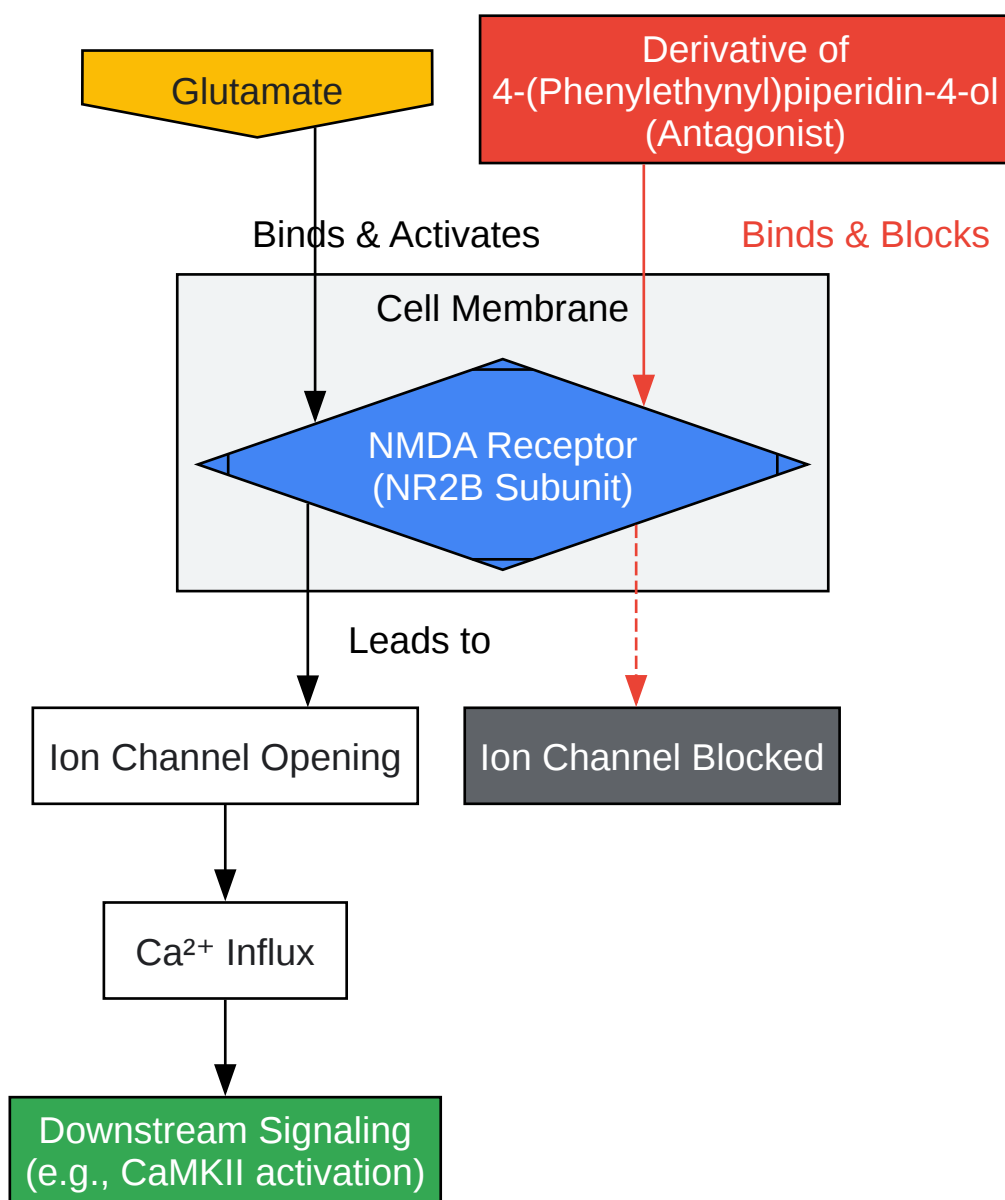 Glutamate
Derivative of
4-(Phenylethynyl)piperidin-4-ol
(Antagonist)
Binds & Activates
Binds & Blocks
Cell Membrane
NMDA Receptor
(NR2B Subunit)
Leads to
Ion Channel Opening
Ion Channel Blocked
Ca²⁺ Influx
Downstream Signaling
(e.g., CaMKII activation)